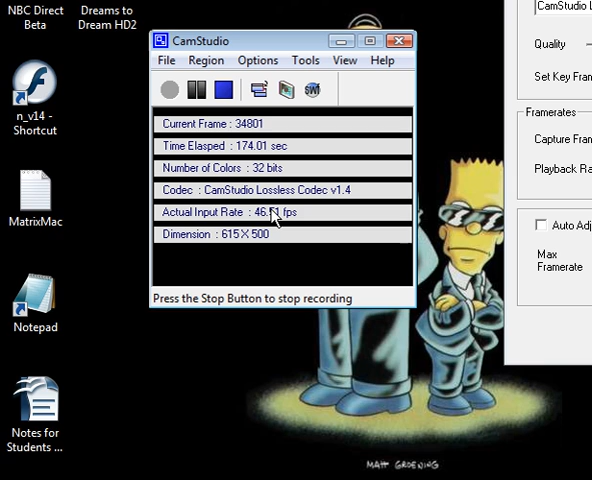 NBC Direct
Beta
Dreams to
Dream HD2
n_v14 -
Shortcut
MatrixMac
Notepad
Notes for
Students ...
CamStudio
File Region Options Tools View Help
Current Frame : 34801
Time Elasped : 174.01 sec
Number of Colors : 32 bits
Codec : CamStudio Lossless Codec v1.4
Actual Input Rate : 46. fps
Dimension : 615 X 500
Press the Stop Button to stop recording
CamStudio L
Quality
Set Key Fram
Framerates
Capture Fram
Playback Ra
Auto Adj
Max
Framerate
MATT GROENING